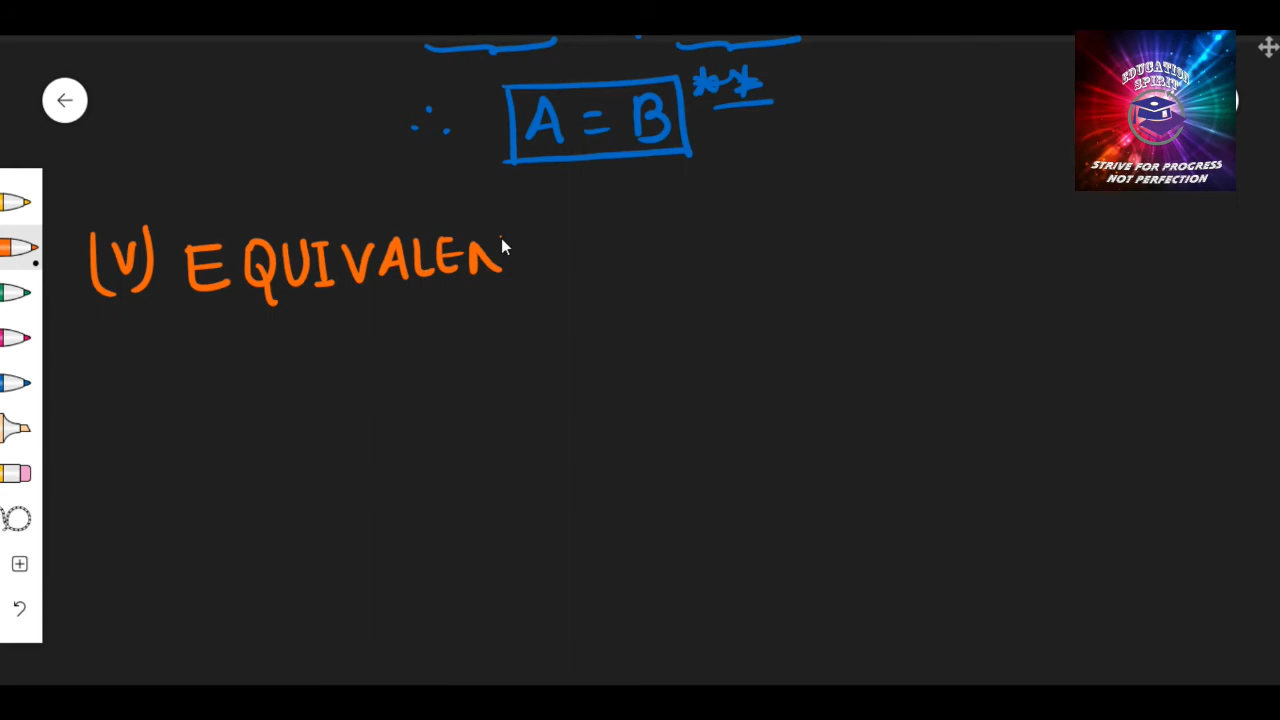 ∴ A = B **
EDUCATION
SPIRIT
STRIVE FOR PROGRESS
NOT PERFECTION
(V) EQUIVALEN